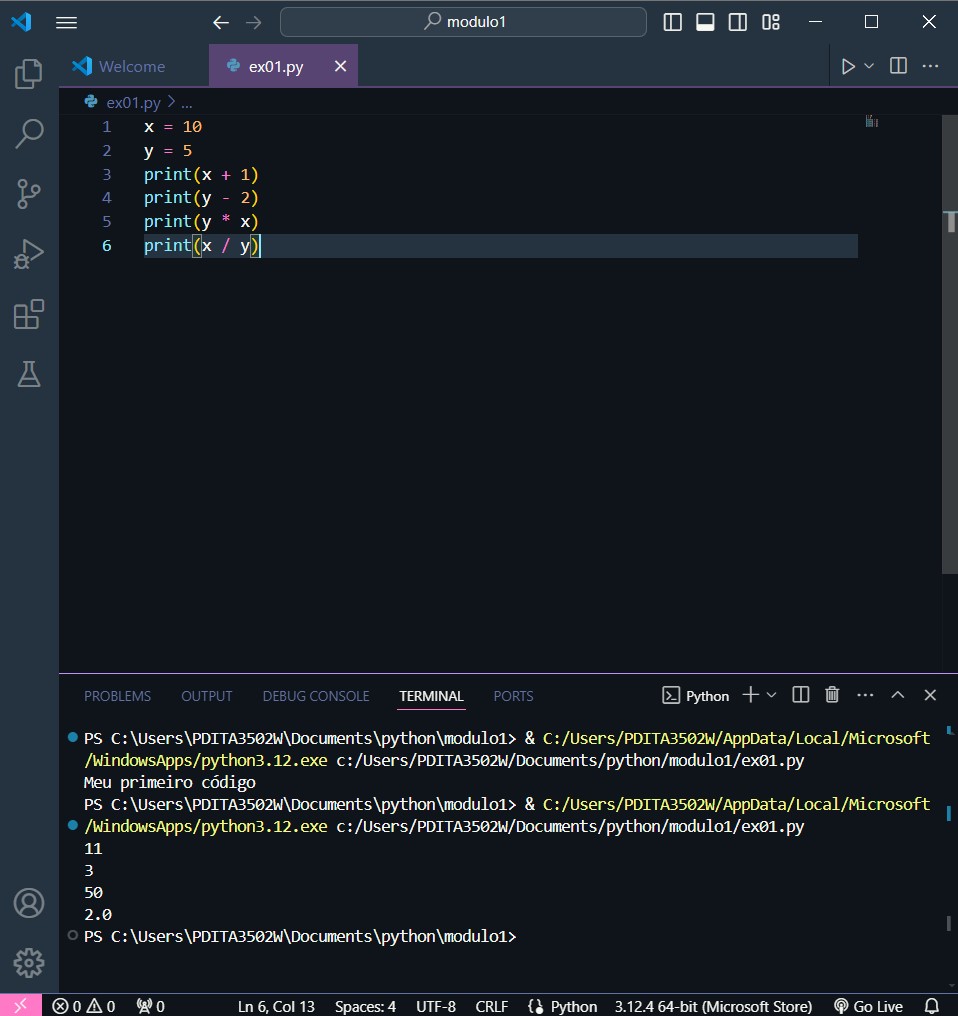 modulo1
Welcome
ex01.py
ex01.py > ...
1 x = 10
2 y = 5
3 print(x + 1)
4 print(y - 2)
5 print(y * x)
6 print(x / y)
PROBLEMS OUTPUT DEBUG CONSOLE TERMINAL PORTS Python
PS C:\Users\PDITA3502W\Documents\python\modulo1> & C:/Users/PDITA3502W/AppData/Local/Microsoft
/WindowsApps/python3.12.exe c:/Users/PDITA3502W/Documents/python/modulo1/ex01.py
Meu primeiro código
PS C:\Users\PDITA3502W\Documents\python\modulo1> & C:/Users/PDITA3502W/AppData/Local/Microsoft
/WindowsApps/python3.12.exe c:/Users/PDITA3502W/Documents/python/modulo1/ex01.py
11
3
50
2.0
PS C:\Users\PDITA3502W\Documents\python\modulo1>
0 0 0 Ln 6, Col 13 Spaces: 4 UTF-8 CRLF Python 3.12.4 64-bit (Microsoft Store) Go Live